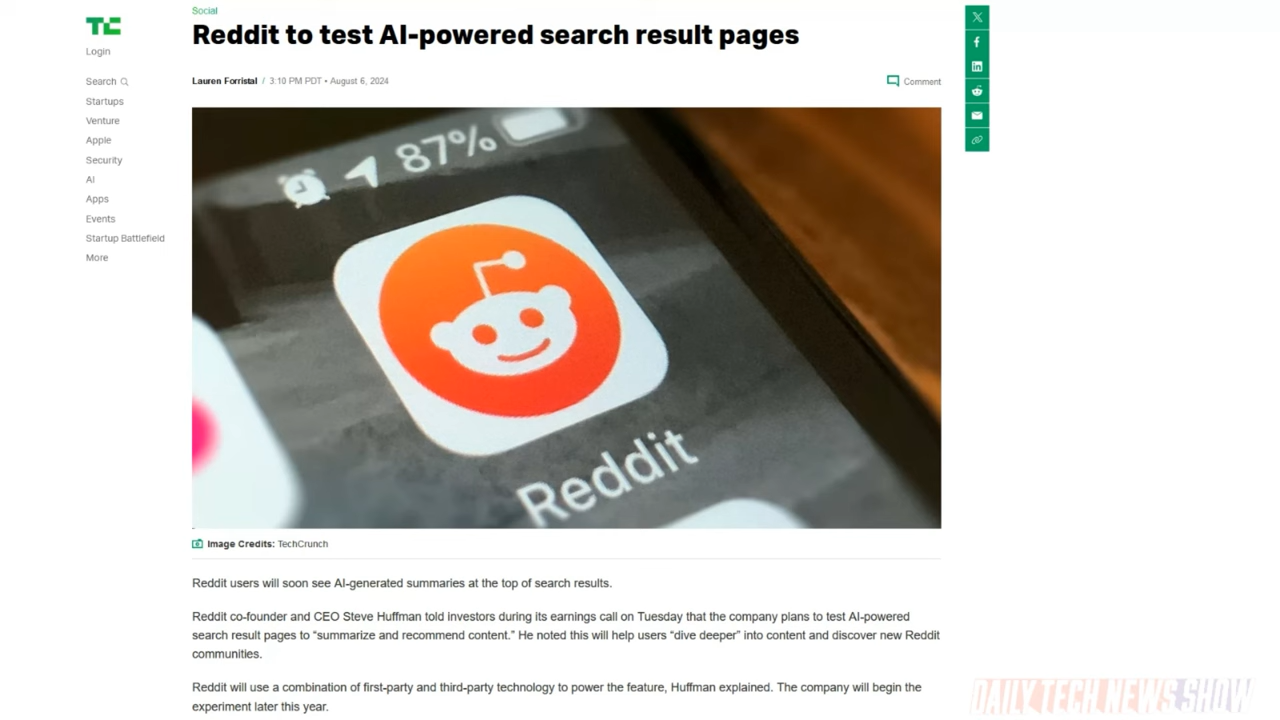 TC
Login
Search
Startups
Venture
Apple
Security
AI
Apps
Events
Startup Battlefield
More
Social
Reddit to test AI-powered search result pages
Lauren Forristal / 3:10 PM PDT • August 6, 2024
Comment
87%
Reddit
Image Credits: TechCrunch
Reddit users will soon see AI-generated summaries at the top of search results.
Reddit co-founder and CEO Steve Huffman told investors during its earnings call on Tuesday that the company plans to test AI-powered
search result pages to “summarize and recommend content.” He noted this will help users “dive deeper” into content and discover new Reddit
communities.
Reddit will use a combination of first-party and third-party technology to power the feature, Huffman explained. The company will begin the
experiment later this year.
DAILY TECH NEWS SHOW